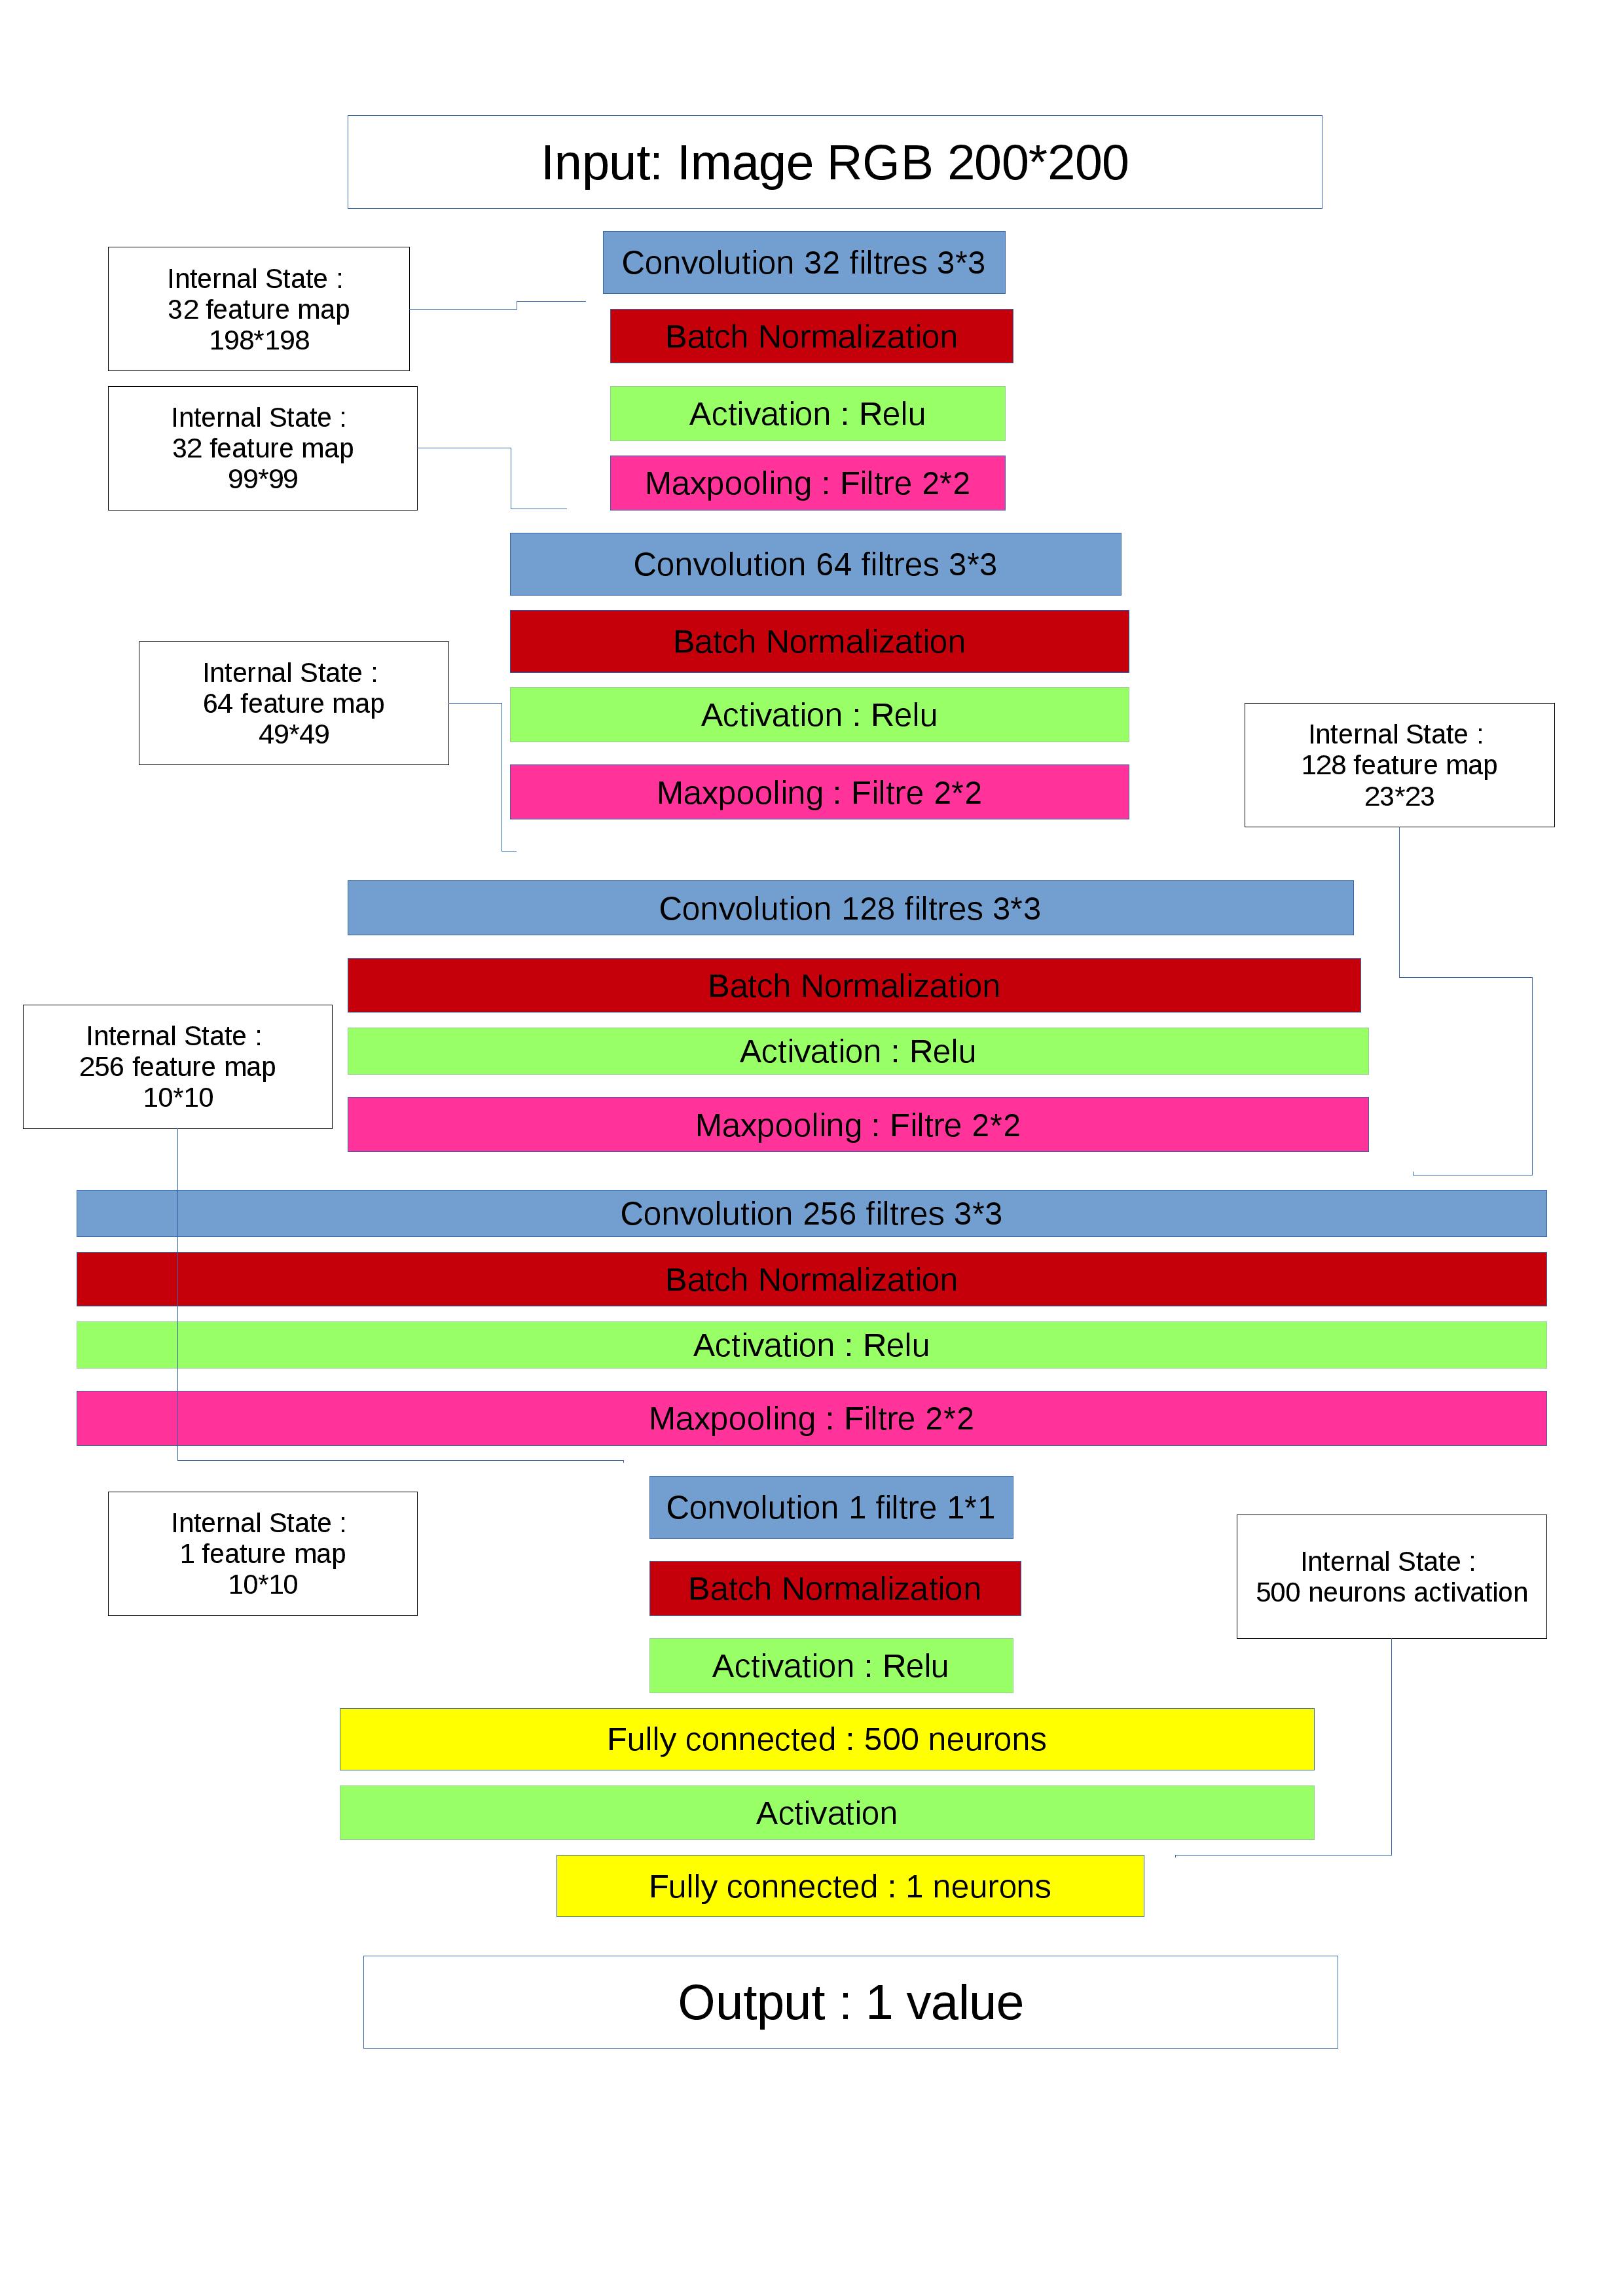 Input: Image RGB 200*200
Convolution 32 filtres 3*3
Internal State :
32 feature map
198*198
Batch Normalization
Internal State :
32 feature map
99*99
Activation : Relu
Maxpooling : Filtre 2*2
Convolution 64 filtres 3*3
Batch Normalization
Internal State :
64 feature map
49*49
Activation : Relu
Maxpooling : Filtre 2*2
Internal State :
128 feature map
23*23
Convolution 128 filtres 3*3
Batch Normalization
Internal State :
256 feature map
10*10
Activation : Relu
Maxpooling : Filtre 2*2
Convolution 256 filtres 3*3
Batch Normalization
Activation : Relu
Maxpooling : Filtre 2*2
Convolution 1 filtre 1*1
Internal State :
1 feature map
10*10
Internal State :
500 neurons activation
Batch Normalization
Activation : Relu
Fully connected : 500 neurons
Activation
Fully connected : 1 neurons
Output : 1 value